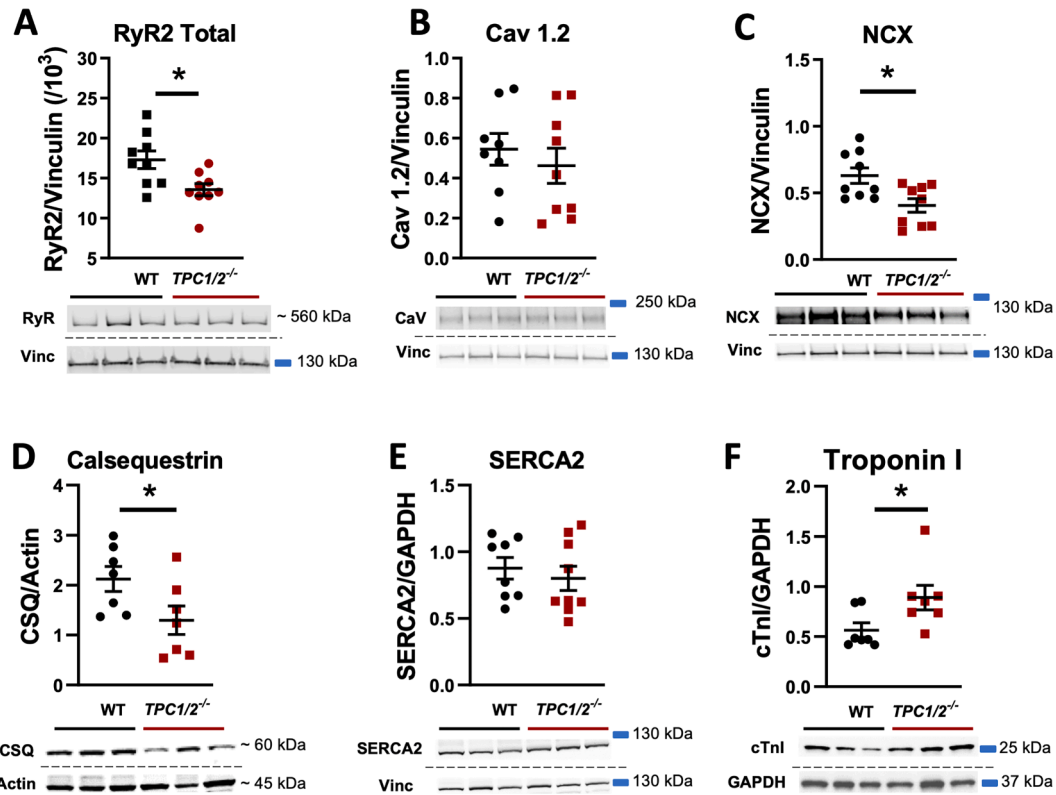 A
RyR2 Total
RyR2/Vinculin (/10³)
30
25
20
15
10
5
*
WT
TPC1/2⁻/⁻
RyR
~ 560 kDa
Vinc
130 kDa
B
Cav 1.2
Cav 1.2/Vinculin
1.0
0.8
0.6
0.4
0.2
0.0
WT
TPC1/2⁻/⁻
250 kDa
CaV
Vinc
130 kDa
C
NCX
NCX/Vinculin
1.5
1.0
0.5
0.0
*
WT
TPC1/2⁻/⁻
130 kDa
NCX
Vinc
130 kDa
D
Calsequestrin
CSQ/Actin
4
3
2
1
0
*
WT
TPC1/2⁻/⁻
CSQ
~ 60 kDa
Actin
~ 45 kDa
E
SERCA2
SERCA2/GAPDH
1.5
1.0
0.5
0.0
WT
TPC1/2⁻/⁻
130 kDa
SERCA2
Vinc
130 kDa
F
Troponin I
cTnI/GAPDH
2.0
1.5
1.0
0.5
0.0
*
WT
TPC1/2⁻/⁻
cTnI
25 kDa
GAPDH
37 kDa